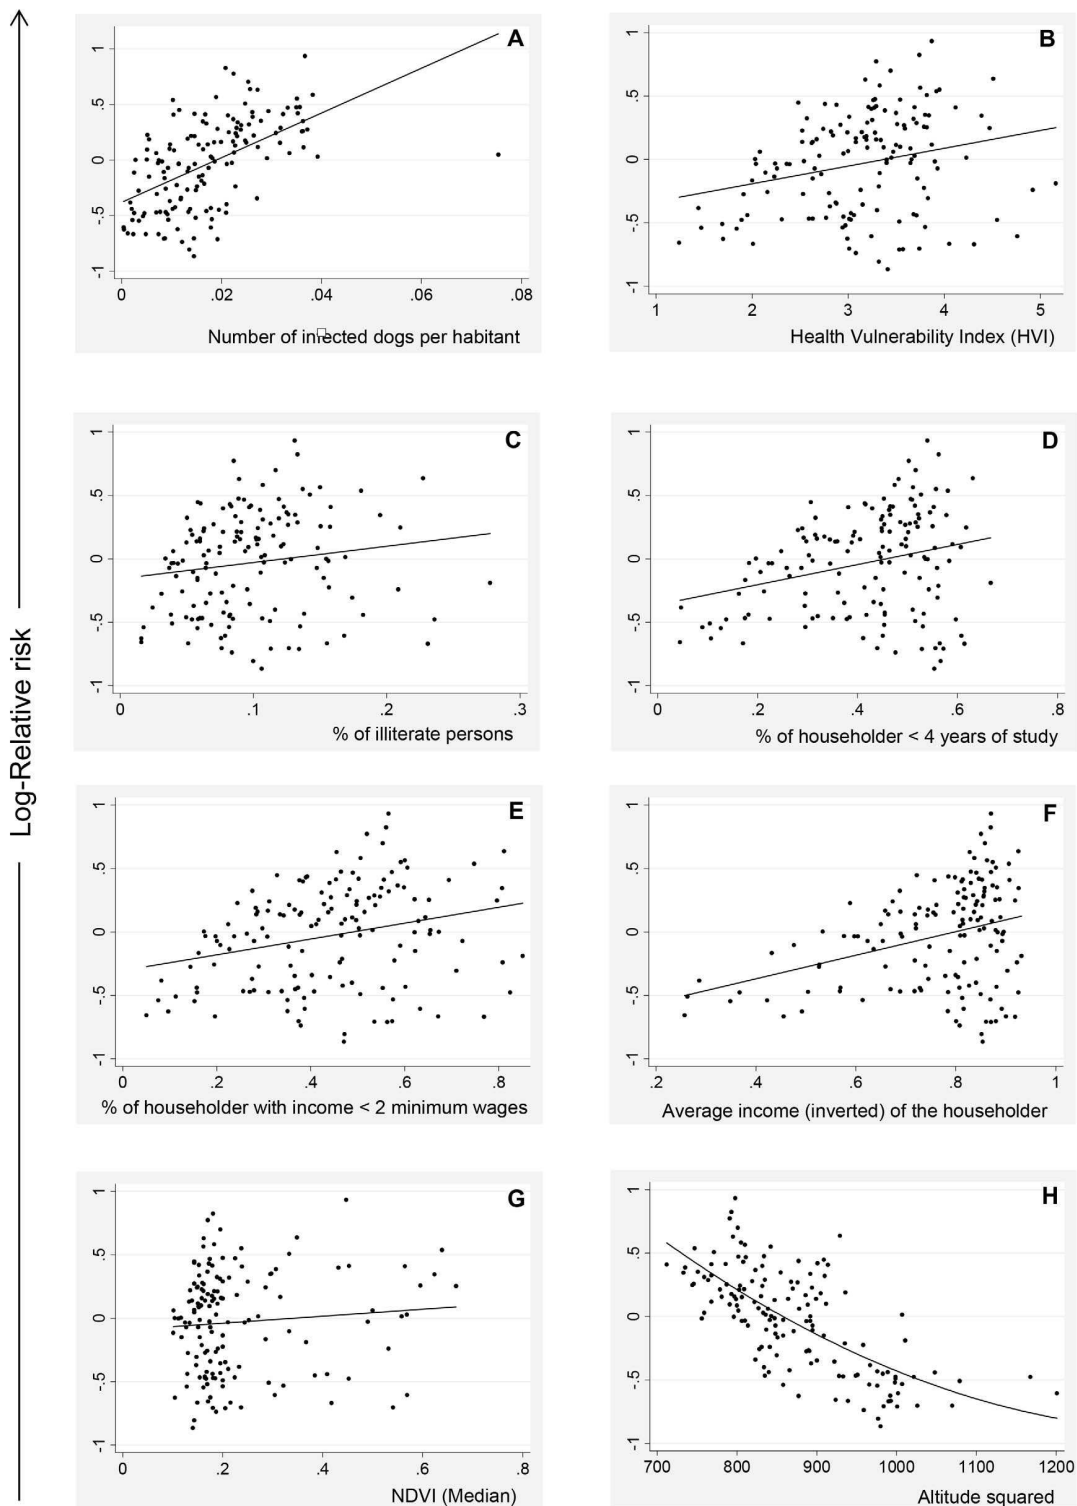 Log-Relative risk
A
1
.5
0
-.5
-1
0 .02 .04 .06 .08
Number of infected dogs per habitant
B
1
.5
0
-.5
-1
1 2 3 4 5
Health Vulnerability Index (HVI)
C
1
.5
0
-.5
-1
0 .1 .2 .3
% of illiterate persons
D
1
.5
0
-.5
-1
0 .2 .4 .6 .8
% of householder < 4 years of study
E
1
.5
0
-.5
-1
0 .2 .4 .6 .8
% of householder with income < 2 minimum wages
F
1
.5
0
-.5
-1
.2 .4 .6 .8 1
Average income (inverted) of the householder
G
1
.5
0
-.5
-1
0 .2 .4 .6 .8
NDVI (Median)
H
1
.5
0
-.5
-1
700 800 900 1000 1100 1200
Altitude squared